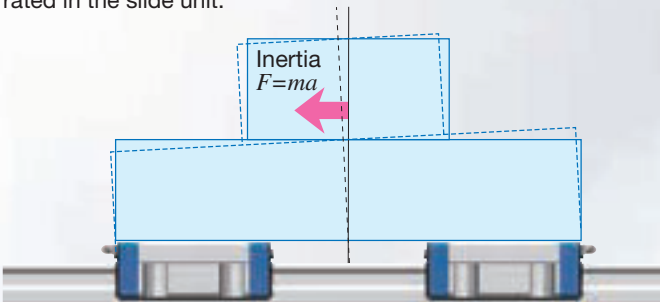 rated in the slide unit.
Inertia
F=ma